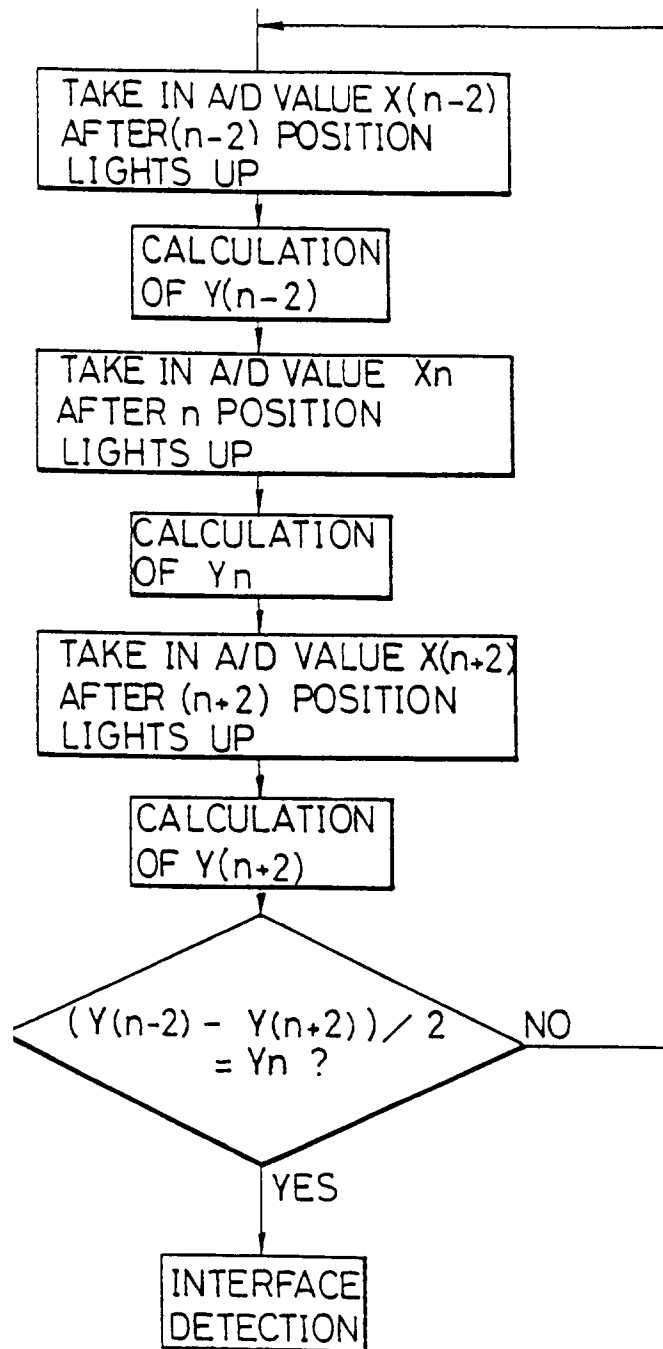 TAKE IN A/D VALUE X(n-2)
AFTER(n-2) POSITION
LIGHTS UP
CALCULATION
OF Y(n-2)
TAKE IN A/D VALUE Xn
AFTER n POSITION
LIGHTS UP
CALCULATION
OF Yn
TAKE IN A/D VALUE X(n+2)
AFTER (n+2) POSITION
LIGHTS UP
CALCULATION
OF Y(n+2)
(Y(n-2) - Y(n+2)) / 2
= Yn ?
NO
YES
INTERFACE
DETECTION